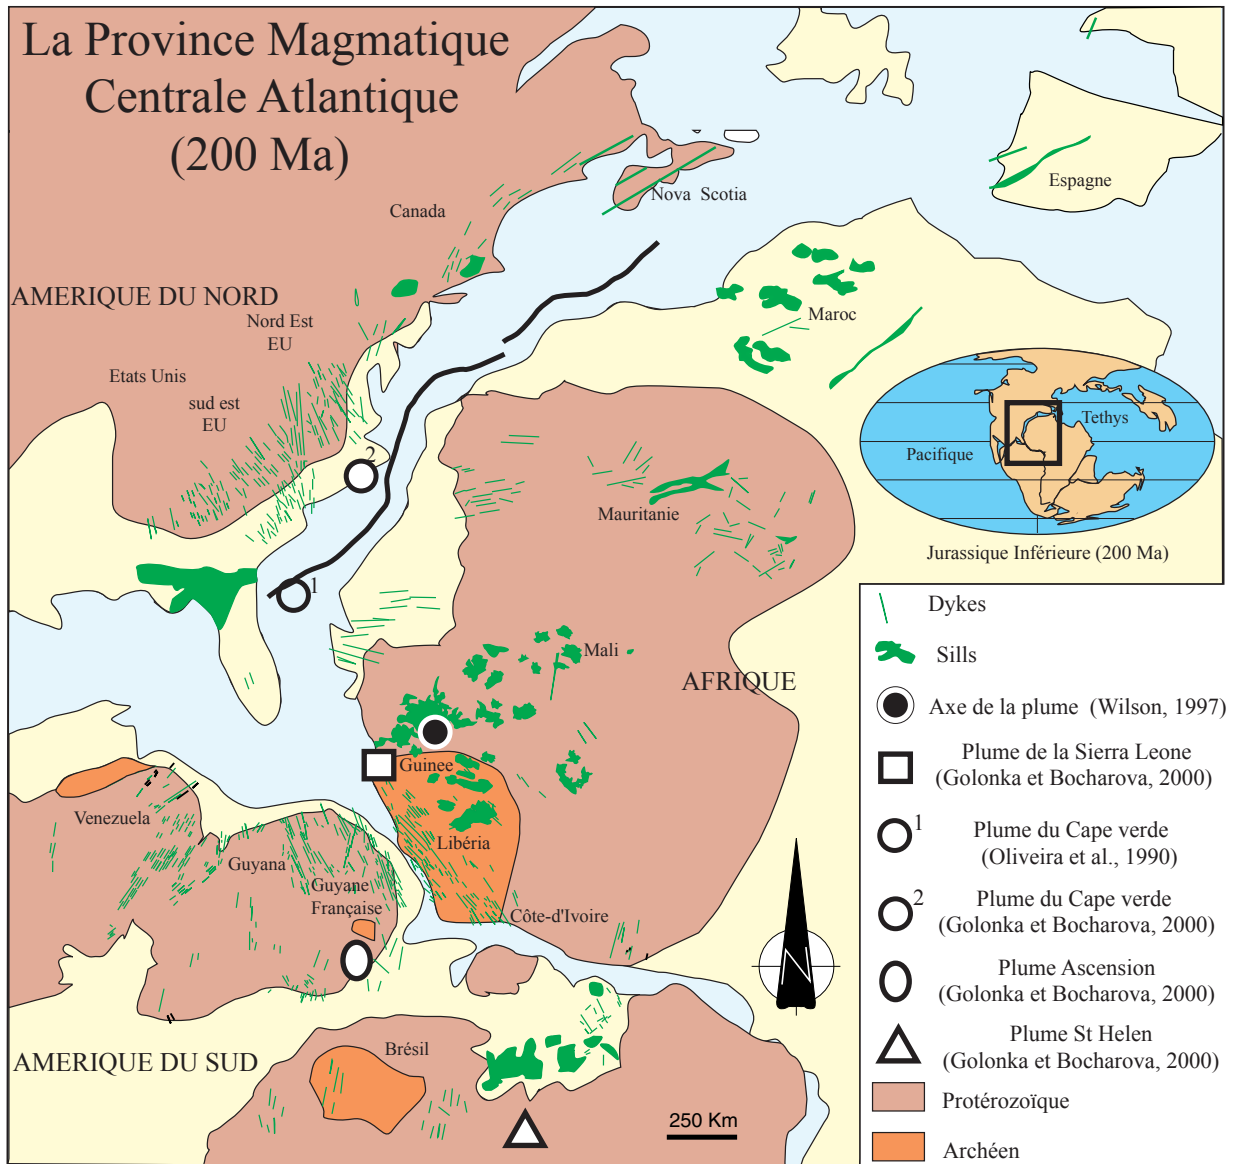 La Province Magmatique
Centrale Atlantique
(200 Ma)
Canada
Nova Scotia
Espagne
AMERIQUE DU NORD
Nord Est
EU
Etats Unis
sud est
EU
Maroc
2
1
Mauritanie
Tethys
Pacifique
Jurassique Inférieure (200 Ma)
Mali
AFRIQUE
Guinee
Libéria
Côte-d'Ivoire
Venezuela
Guyana
Guyane
Française
AMERIQUE DU SUD
Brésil
250 Km
N
Dykes
Sills
Axe de la plume (Wilson, 1997)
Plume de la Sierra Leone
(Golonka et Bocharova, 2000)
1
Plume du Cape verde
(Oliveira et al., 1990)
2
Plume du Cape verde
(Golonka et Bocharova, 2000)
Plume Ascension
(Golonka et Bocharova, 2000)
Plume St Helen
(Golonka et Bocharova, 2000)
Protérozoïque
Archéen